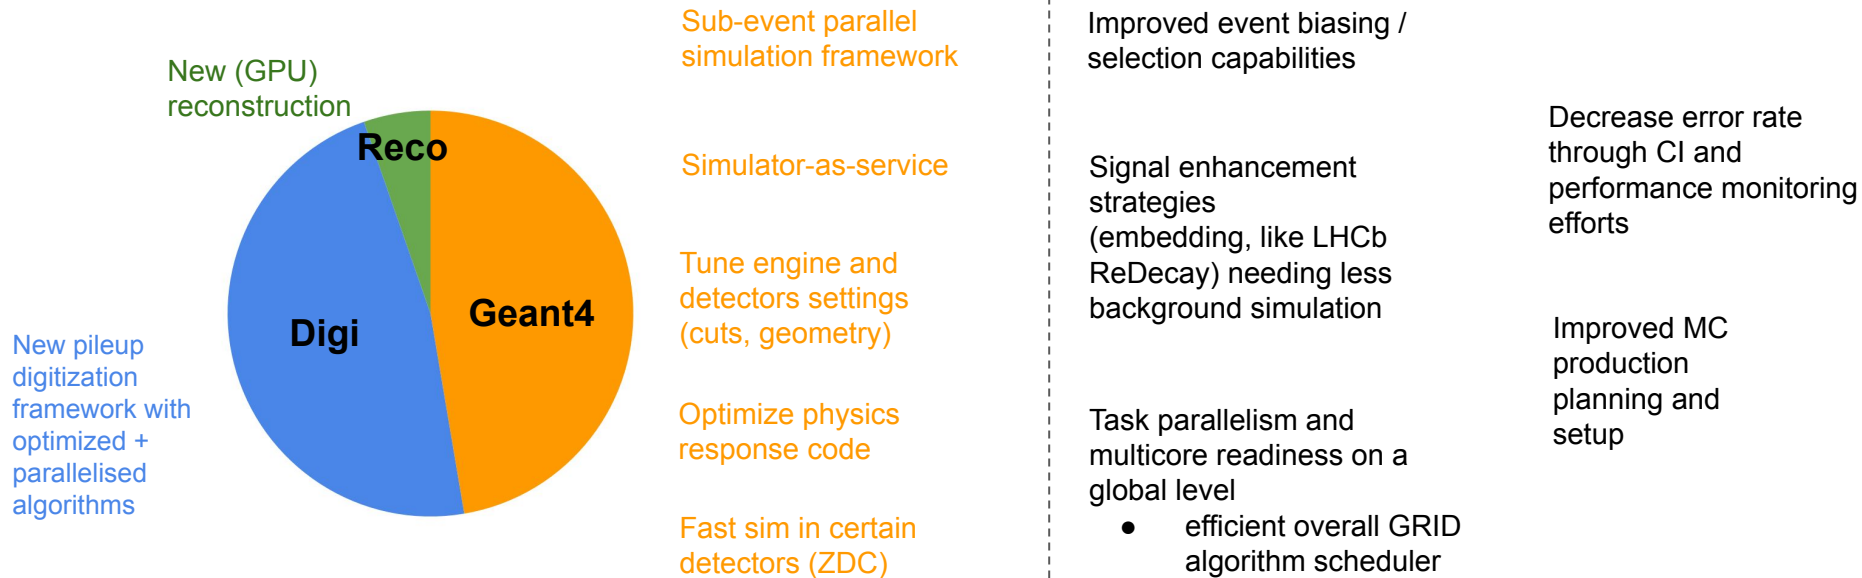 New (GPU)
reconstruction
Reco
Digi
Geant4
New pileup
digitization
framework with
optimized +
parallelised
algorithms
Sub-event parallel
simulation framework
Simulator-as-service
Tune engine and
detectors settings
(cuts, geometry)
Optimize physics
response code
Fast sim in certain
detectors (ZDC)
Improved event biasing /
selection capabilities
Signal enhancement
strategies
(embedding, like LHCb
ReDecay) needing less
background simulation
Task parallelism and
multicore readiness on a
global level
● efficient overall GRID
algorithm scheduler
Decrease error rate
through CI and
performance monitoring
efforts
Improved MC
production
planning and
setup